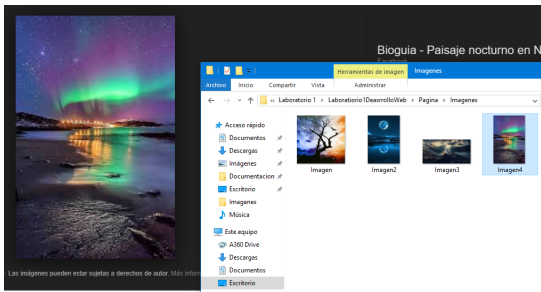 Bioguia - Paisaje nocturno en N
Facebook
Herramientas de imagen
Imagenes
Archivo
Inicio
Compartir
Vista
Administrar
« Laboratorio 1 › Laboratiorio1DeasrrolloWeb › Pagina › Imagenes
Acceso rápido
Documentos
Descargas
Imágenes
Documentacion
Escritorio
Imagenes
Música
Este equipo
A360 Drive
Descargas
Documentos
Escritorio
Imagen
Imagen2
Imagen3
Imagen4
Las imágenes pueden estar sujetas a derechos de autor. Más inform